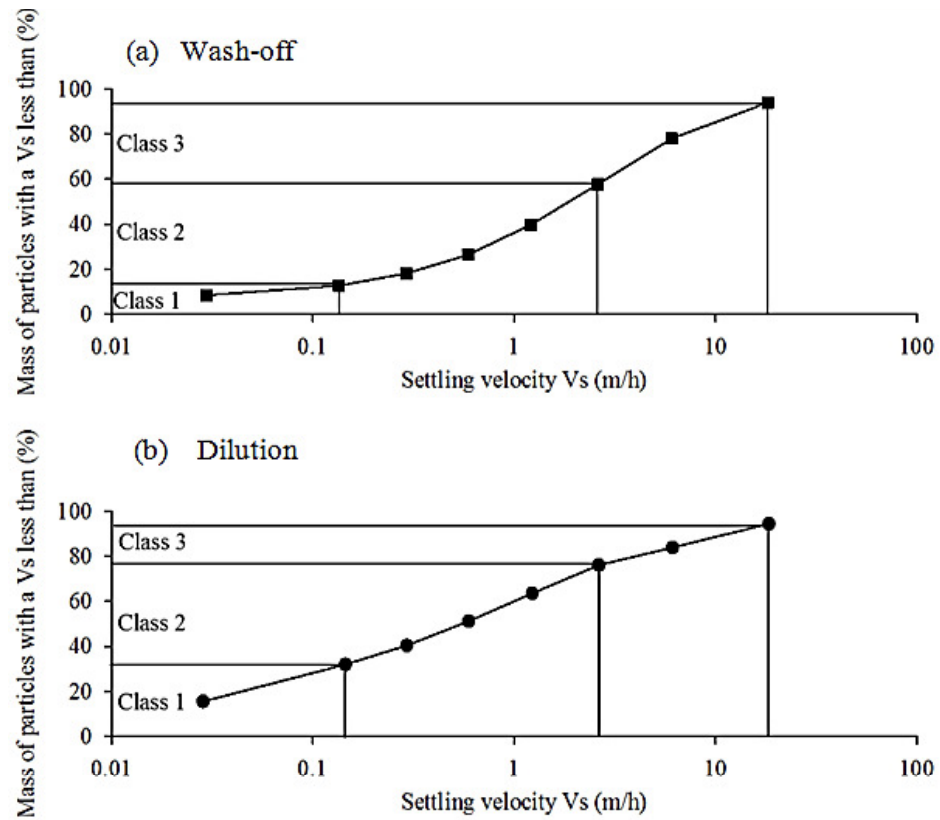 (a) Wash-off
Mass of particles with a Vs less than (%)
100
80
60
40
20
0
Class 3
Class 2
Class 1
0.01 0.1 1 10 100
Settling velocity Vs (m/h)
(b) Dilution
Mass of particles with a Vs less than (%)
100
80
60
40
20
0
Class 3
Class 2
Class 1
0.01 0.1 1 10 100
Settling velocity Vs (m/h)